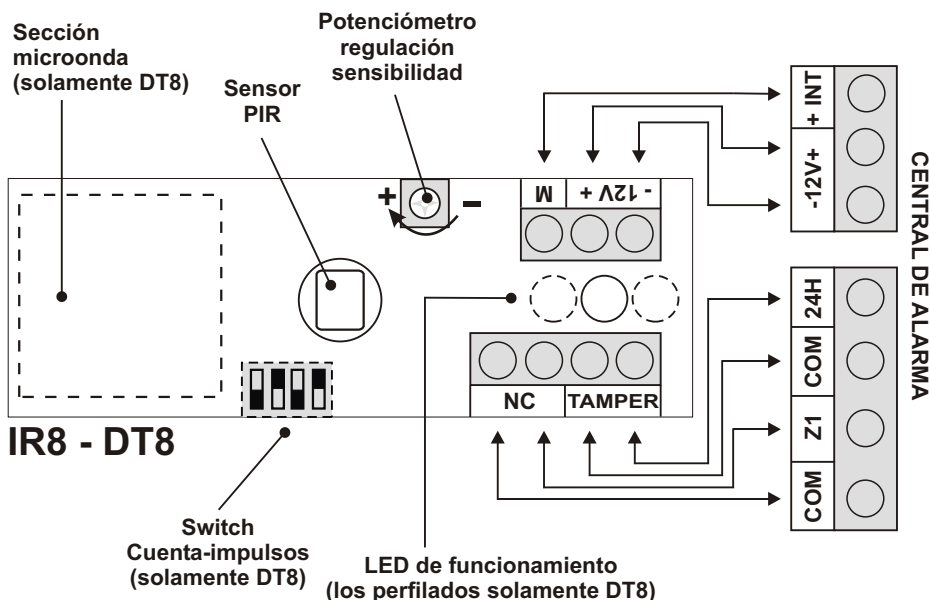 Sección
microonda
(solamente DT8)
Sensor
PIR
Potenciómetro
regulación
sensibilidad
+ INT
-12V+
CENTRAL DE ALARMA
+
-
M
- 12V +
24H
COM
Z1
COM
NC
TAMPER
IR8 - DT8
Switch
Cuenta-impulsos
(solamente DT8)
LED de funcionamiento
(los perfilados solamente DT8)